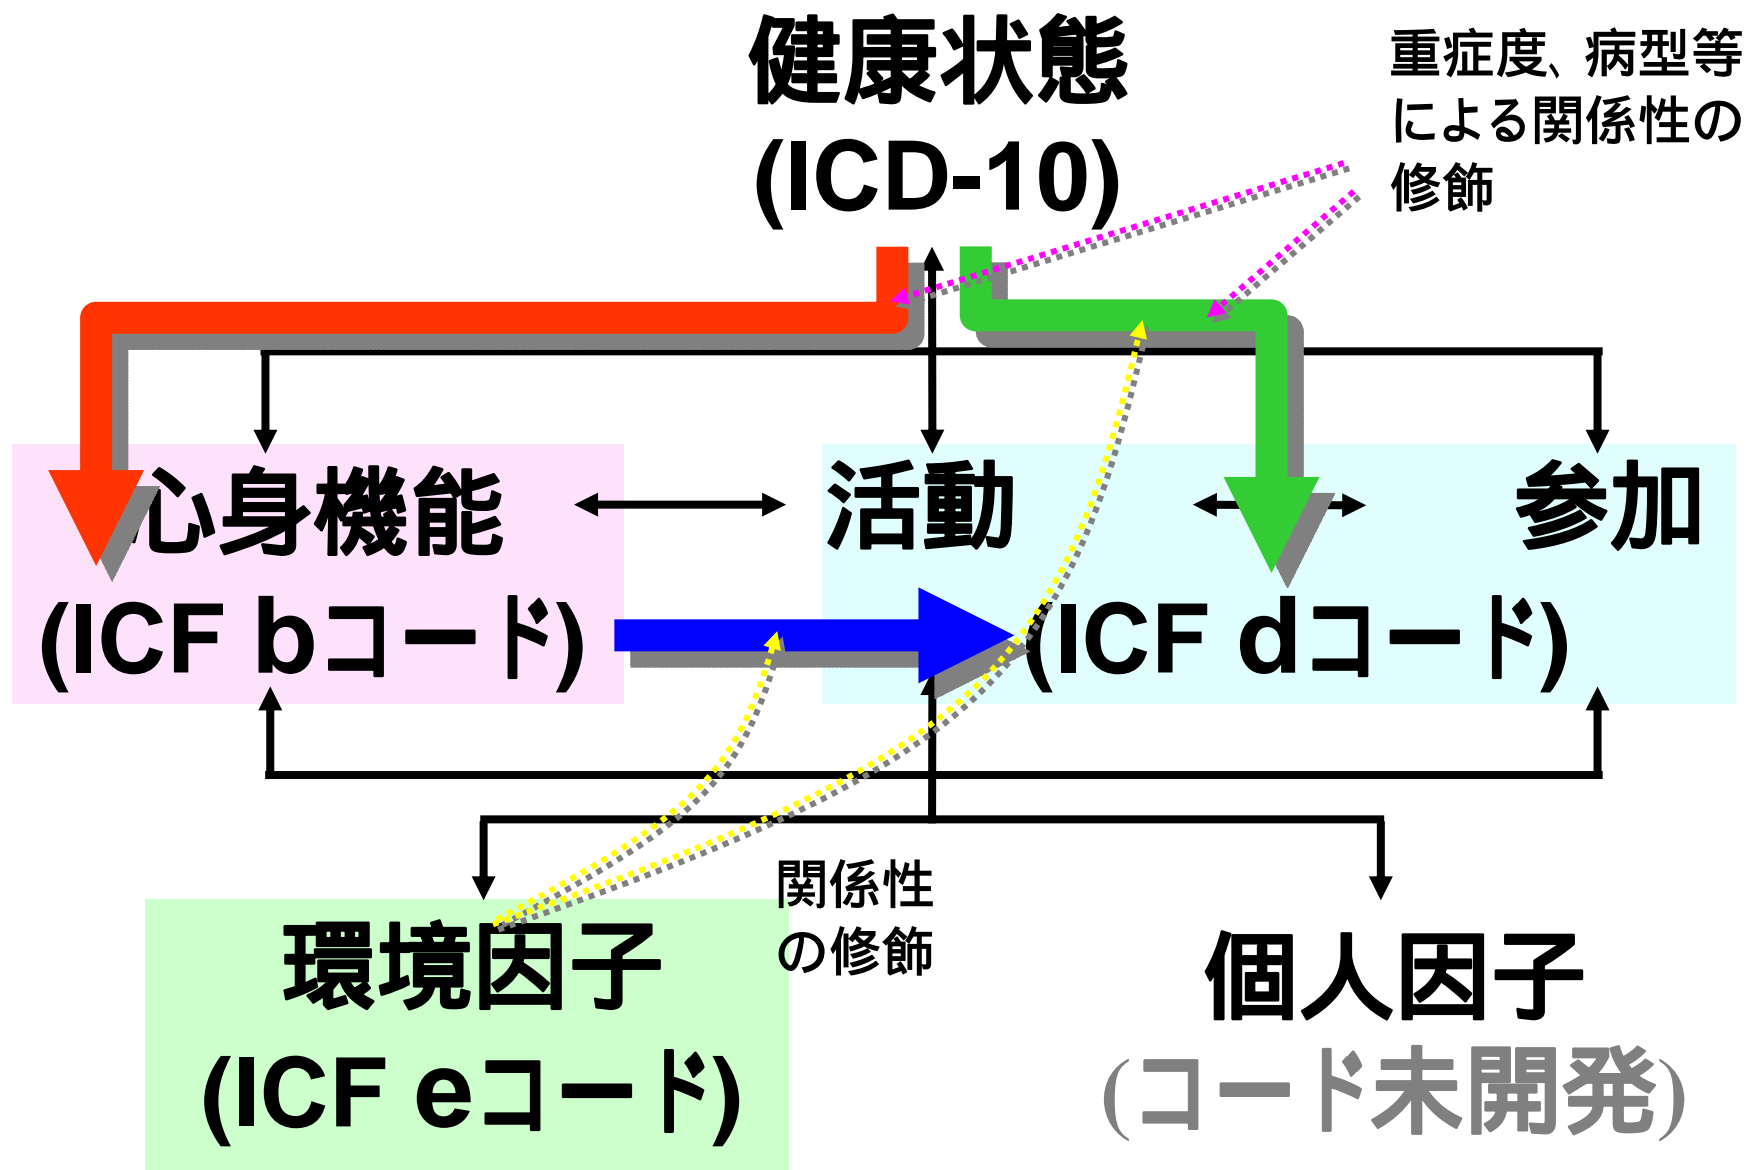 健康状態
(ICD-10)
重症度、病型等
による関係性の
修飾
心身機能
(ICF bコード)
活動
参加
(ICF dコード)
関係性
の修飾
環境因子
(ICF eコード)
個人因子
(コード未開発)